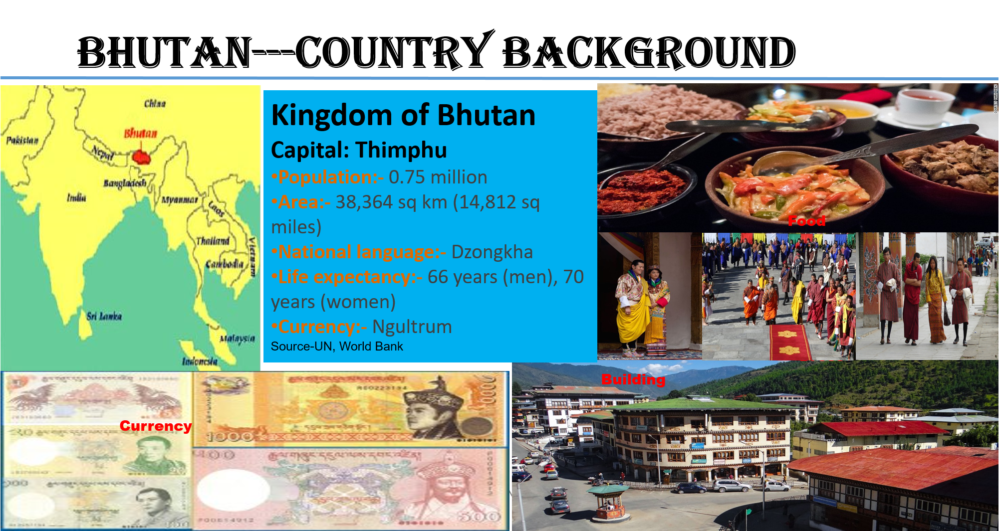 BHUTAN---COUNTRY BACKGROUND
China
Pakistan
Bhutan
Nepal
Bangladesh
India
Myanmar
Laos
Thailand
Vietnam
Cambodia
Sri Lanka
Malaysia
Indonesia
Kingdom of Bhutan
Capital: Thimphu
•Population:- 0.75 million
•Area:- 38,364 sq km (14,812 sq
miles)
•National language:- Dzongkha
•Life expectancy:- 66 years (men), 70
years (women)
•Currency:- Ngultrum
Source-UN, World Bank
Food
Building
Currency
1000
1000
500
100